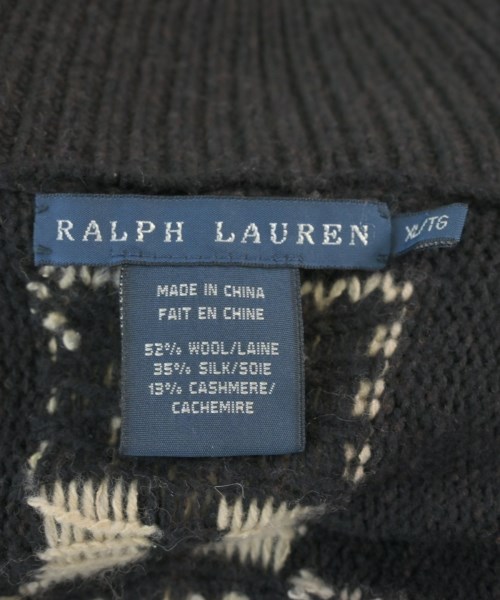 RALPH LAUREN
XL/TG
MADE IN CHINA
FAIT EN CHINE
52% WOOL/LAINE
35% SILK/SOIE
13% CASHMERE/
CACHEMIRE